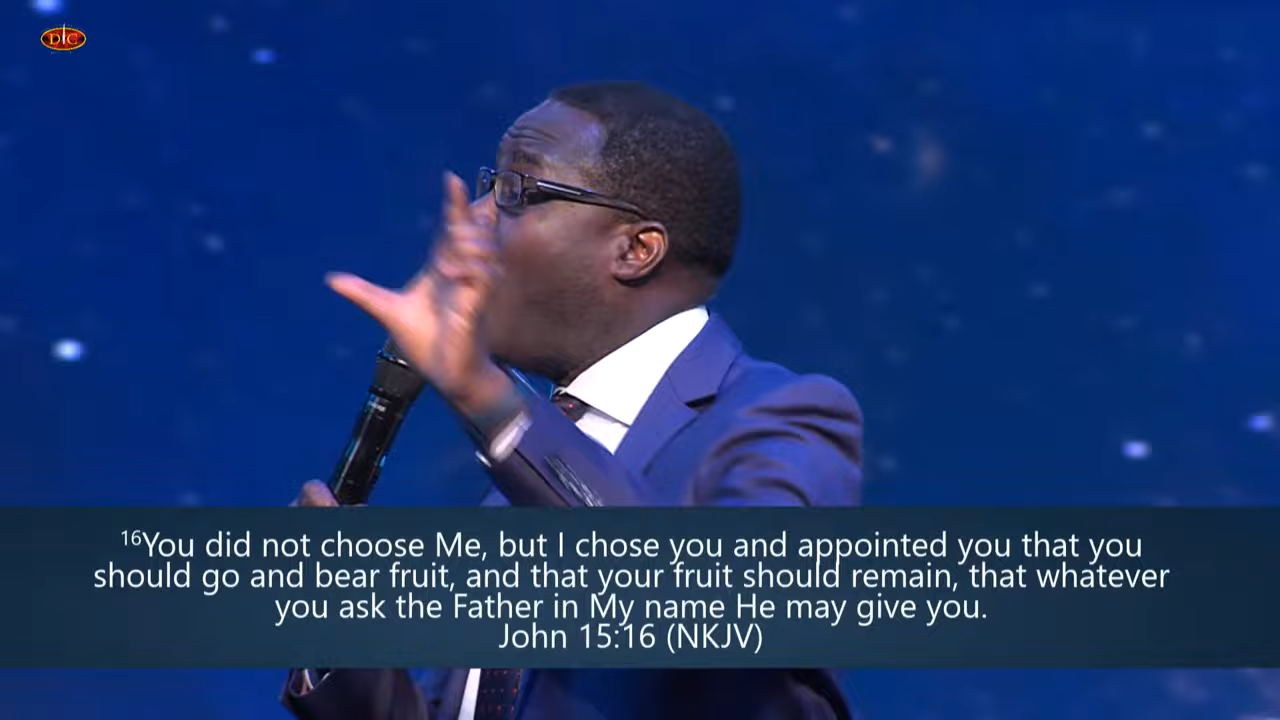 DIC
¹⁶You did not choose Me, but I chose you and appointed you that you
should go and bear fruit, and that your fruit should remain, that whatever
you ask the Father in My name He may give you.
John 15:16 (NKJV)